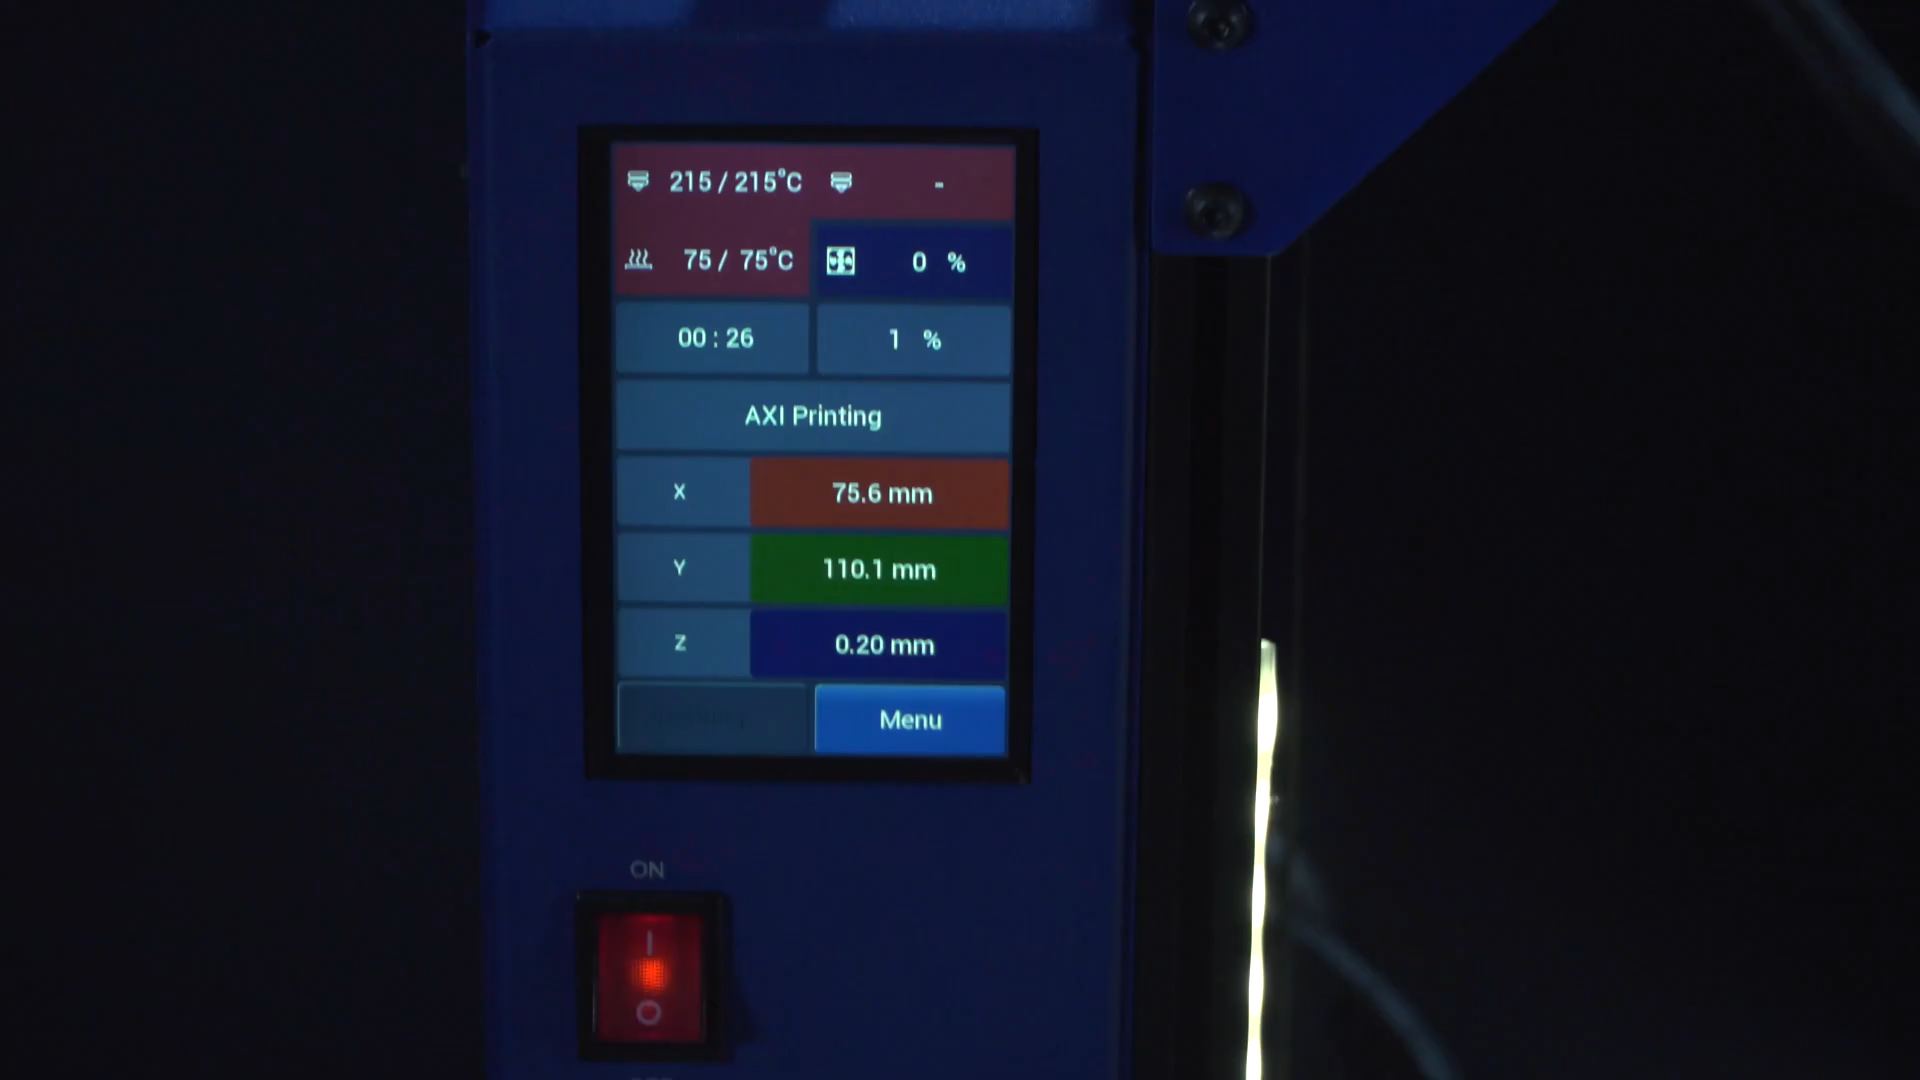 215 / 215°C -
75 / 75°C 0 %
00 : 26 1 %
AXI Printing
X 75.6 mm
Y 110.1 mm
Z 0.20 mm
Menu
ON